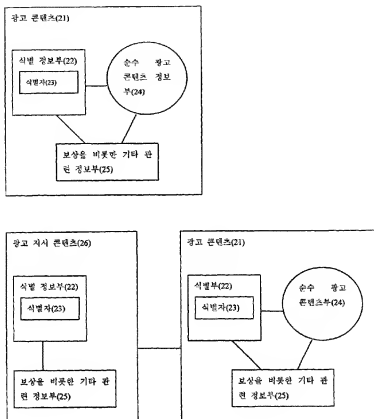 광고 콘텐츠(21)
식별 정보부(22)
식별자(23)
순수 광고
콘텐츠 정보
부(24)
보상을 비롯한 기타 관
련 정보부(25)
광고 지시 콘텐츠(26)
식별 정보부(22)
식별자(23)
보상을 비롯한 기타 관
련 정보부(25)
광고 콘텐츠(21)
식별부(22)
식별자(23)
순수 광고
콘텐츠부(24)
보상을 비롯한 기타 관
련 정보부(25)